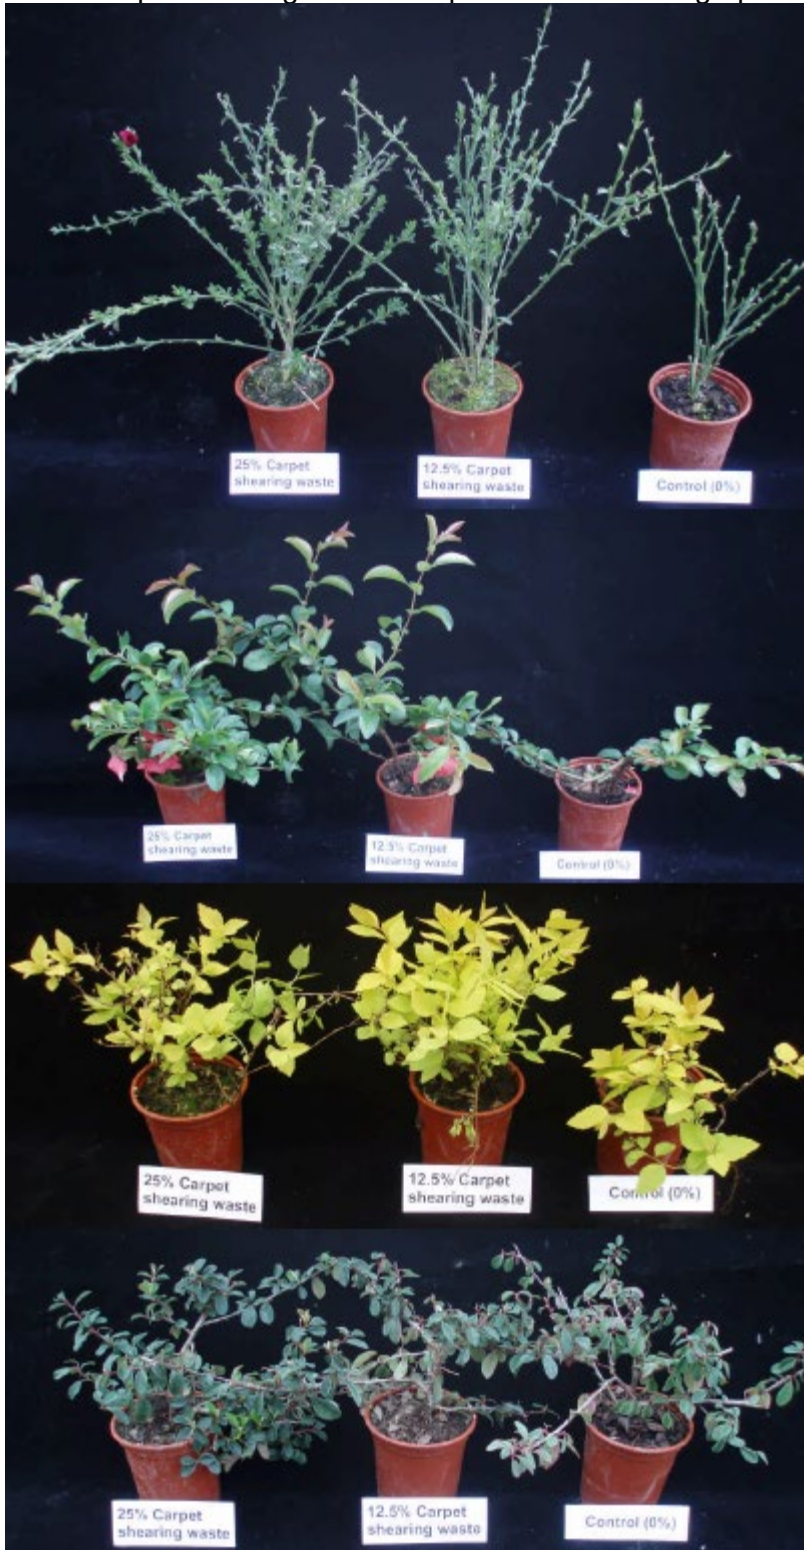 25% Carpet
shearing waste
12.5% Carpet
shearing waste
Control (0%)
25% Carpet
shearing waste
12.5% Carpet
shearing waste
Control (0%)
25% Carpet
shearing waste
12.5% Carpet
shearing waste
Control (0%)
25% Carpet
shearing waste
12.5% Carpet
shearing waste
Control (0%)